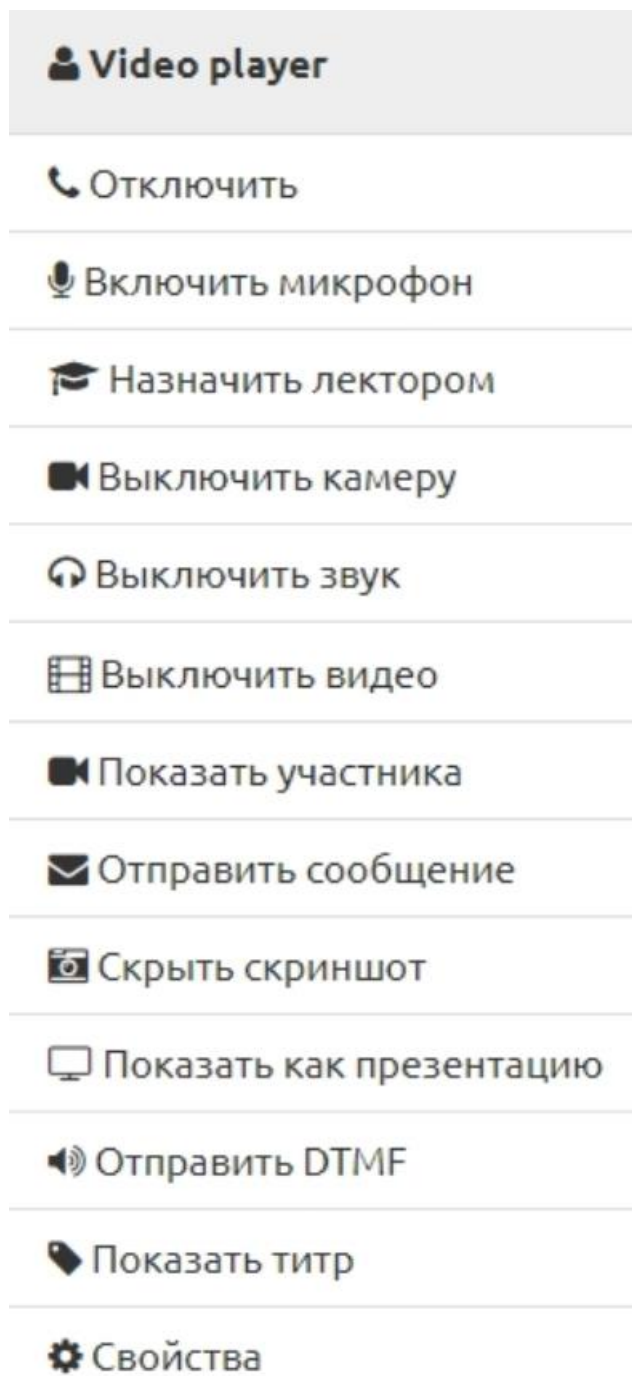 Video player
Отключить
Включить микрофон
Назначить лектором
Выключить камеру
Выключить звук
Выключить видео
Показать участника
Отправить сообщение
Скрыть скриншот
Показать как презентацию
Отправить DTMF
Показать титр
Свойства